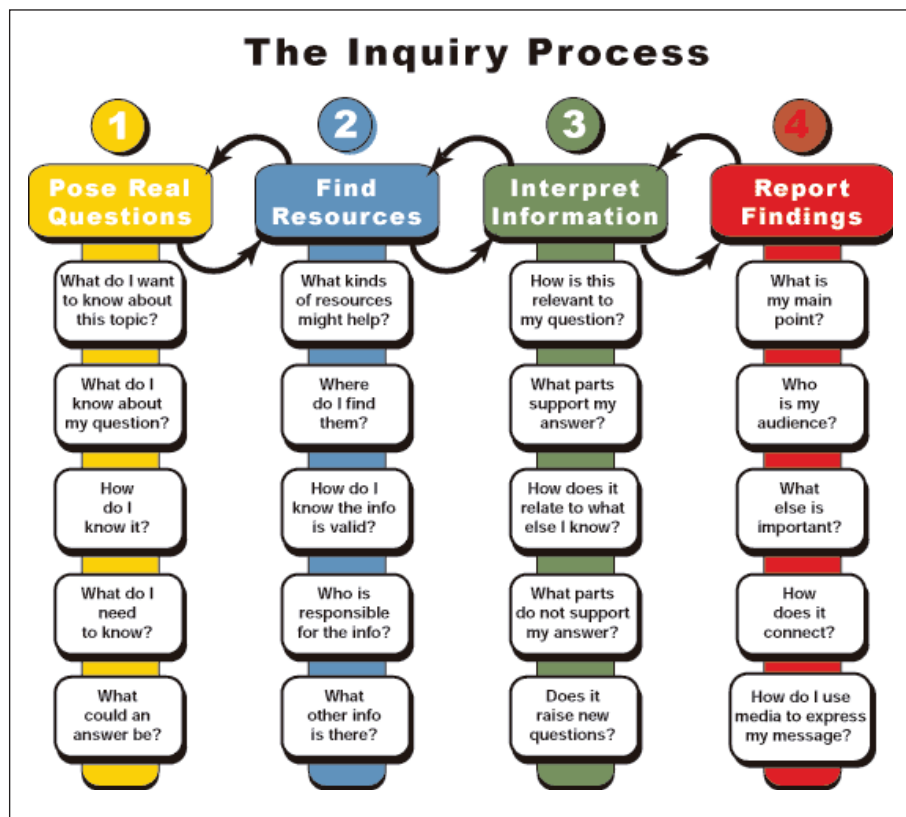 The Inquiry Process
1
Pose Real
Questions
What do I want
to know about
this topic?
What do I
know about
my question?
How
do I
know it?
What do I
need
to know?
What
could an
answer be?
2
Find
Resources
What kinds
of resources
might help?
Where
do I find
them?
How do I
know the info
is valid?
Who is
responsible
for the info?
What
other info
is there?
3
Interpret
Information
How is this
relevant to
my question?
What parts
support my
answer?
How does it
relate to what
else I know?
What parts
do not support
my answer?
Does it
raise new
questions?
4
Report
Findings
What is
my main
point?
Who
is my
audience?
What
else is
important?
How
does it
connect?
How do I use
media to express
my message?